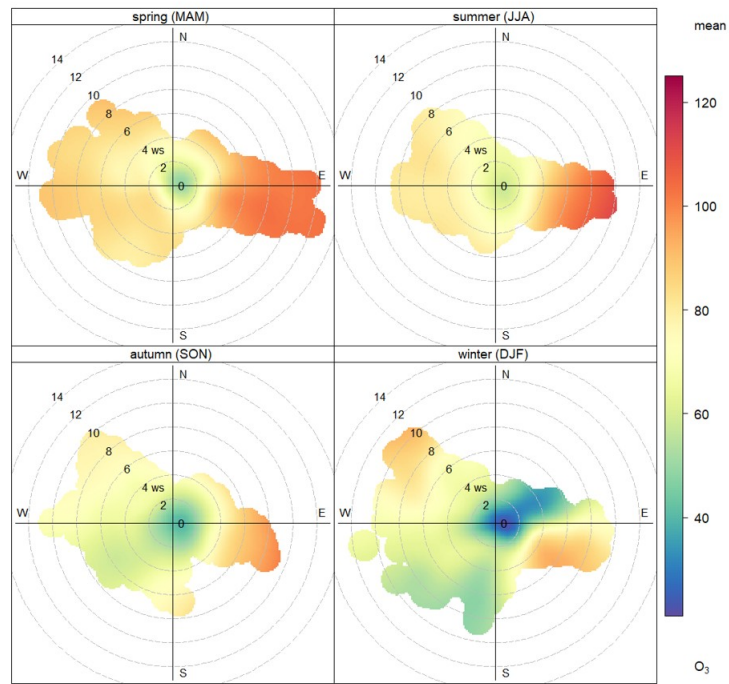 spring (MAM)
summer (JJA)
mean
N
14
12
10
8
6
4 ws
2
0
W
E
S
N
14
12
10
8
6
4 ws
2
0
W
E
S
120
100
80
60
40
autumn (SON)
winter (DJF)
N
14
12
10
8
6
4 ws
2
0
W
E
S
N
14
12
10
8
6
4 ws
2
0
W
E
S
O₃